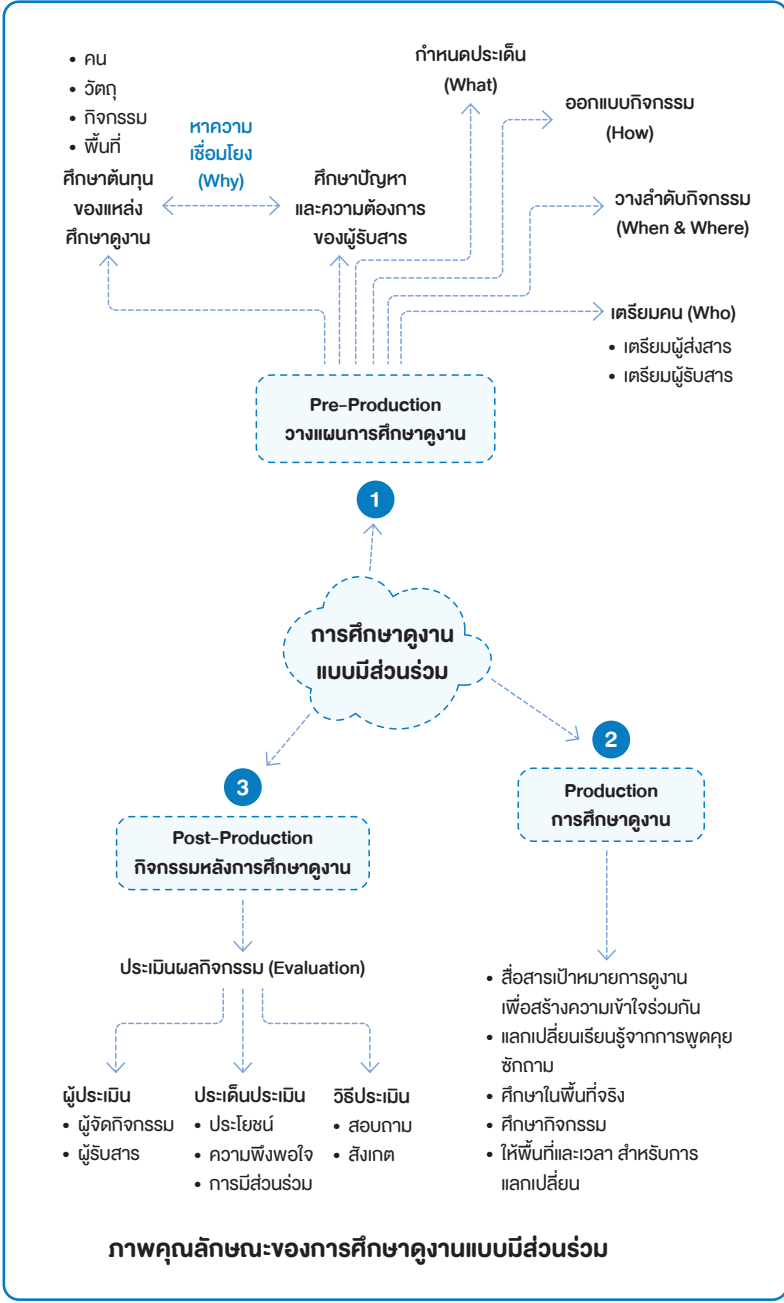 • คน
• วัตถุ
• กิจกรรม
• พื้นที่
ศึกษาต้นทุน
ของแหล่ง
ศึกษาดูงาน
หาความ
เชื่อมโยง
(Why)
ศึกษาปัญหา
และความต้องการ
ของผู้รับสาร
กำหนดประเด็น
(What)
ออกแบบกิจกรรม
(How)
วางลำดับกิจกรรม
(When & Where)
เตรียมคน (Who)
• เตรียมผู้ส่งสาร
• เตรียมผู้รับสาร
Pre-Production
วางแผนการศึกษาดูงาน
1
การศึกษาดูงาน
แบบมีส่วนร่วม
2
Production
การศึกษาดูงาน
• สื่อสารเป้าหมายการดูงาน
เพื่อสร้างความเข้าใจร่วมกัน
• แลกเปลี่ยนเรียนรู้จากการพูดคุย
ซักถาม
• ศึกษาในพื้นที่จริง
• ศึกษากิจกรรม
• ให้พื้นที่และเวลา สำหรับการ
แลกเปลี่ยน
3
Post-Production
กิจกรรมหลังการศึกษาดูงาน
ประเมินผลกิจกรรม (Evaluation)
ผู้ประเมิน
• ผู้จัดกิจกรรม
• ผู้รับสาร
ประเด็นประเมิน
• ประโยชน์
• ความพึงพอใจ
• การมีส่วนร่วม
วิธีประเมิน
• สอบถาม
• สังเกต
ภาพคุณลักษณะของการศึกษาดูงานแบบมีส่วนร่วม